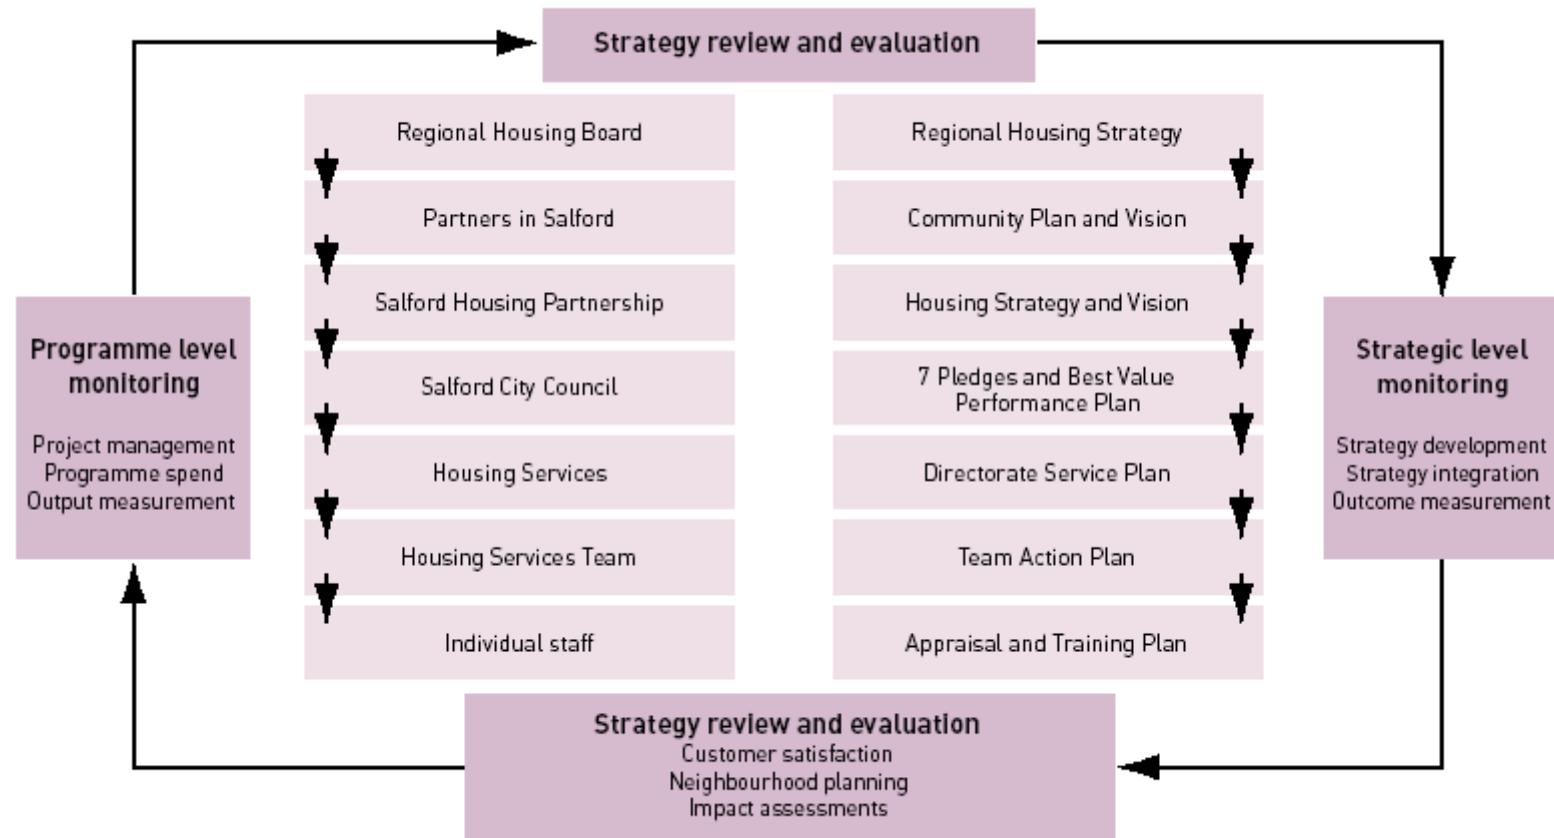 Strategy review and evaluation
Regional Housing Board
Partners in Salford
Salford Housing Partnership
Salford City Council
Housing Services
Housing Services Team
Individual staff
Regional Housing Strategy
Community Plan and Vision
Housing Strategy and Vision
7 Pledges and Best Value
Performance Plan
Directorate Service Plan
Team Action Plan
Appraisal and Training Plan
Programme level
monitoring
Project management
Programme spend
Output measurement
Strategic level
monitoring
Strategy development
Strategy integration
Outcome measurement
Strategy review and evaluation
Customer satisfaction
Neighbourhood planning
Impact assessments